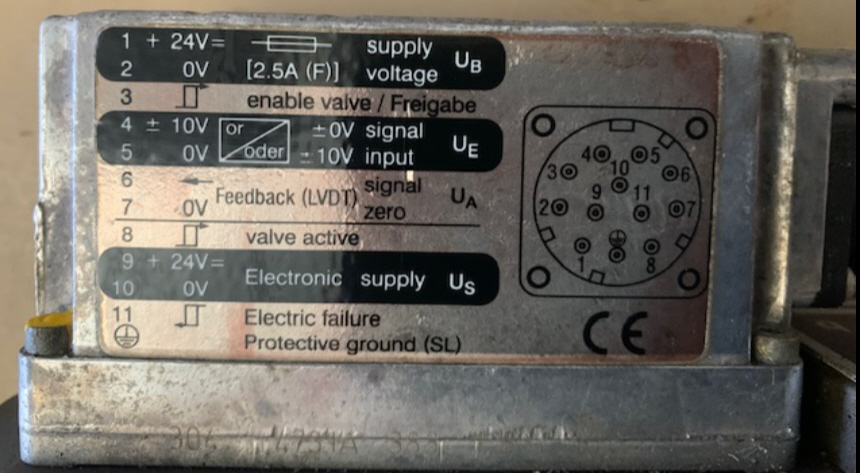 1 + 24V= supply
2 0V [2.5A (F)] voltage UB
3 enable valve / Freigabe
4 ± 10V or ±0V signal
5 0V oder ±10V input UE
6 Feedback (LVDT) signal
7 0V zero UA
8 valve active
9 + 24V=
10 0V Electronic supply US
11 Electric failure
Protective ground (SL)
4 5
3 10 6
9 11
2 7
1 8
CE